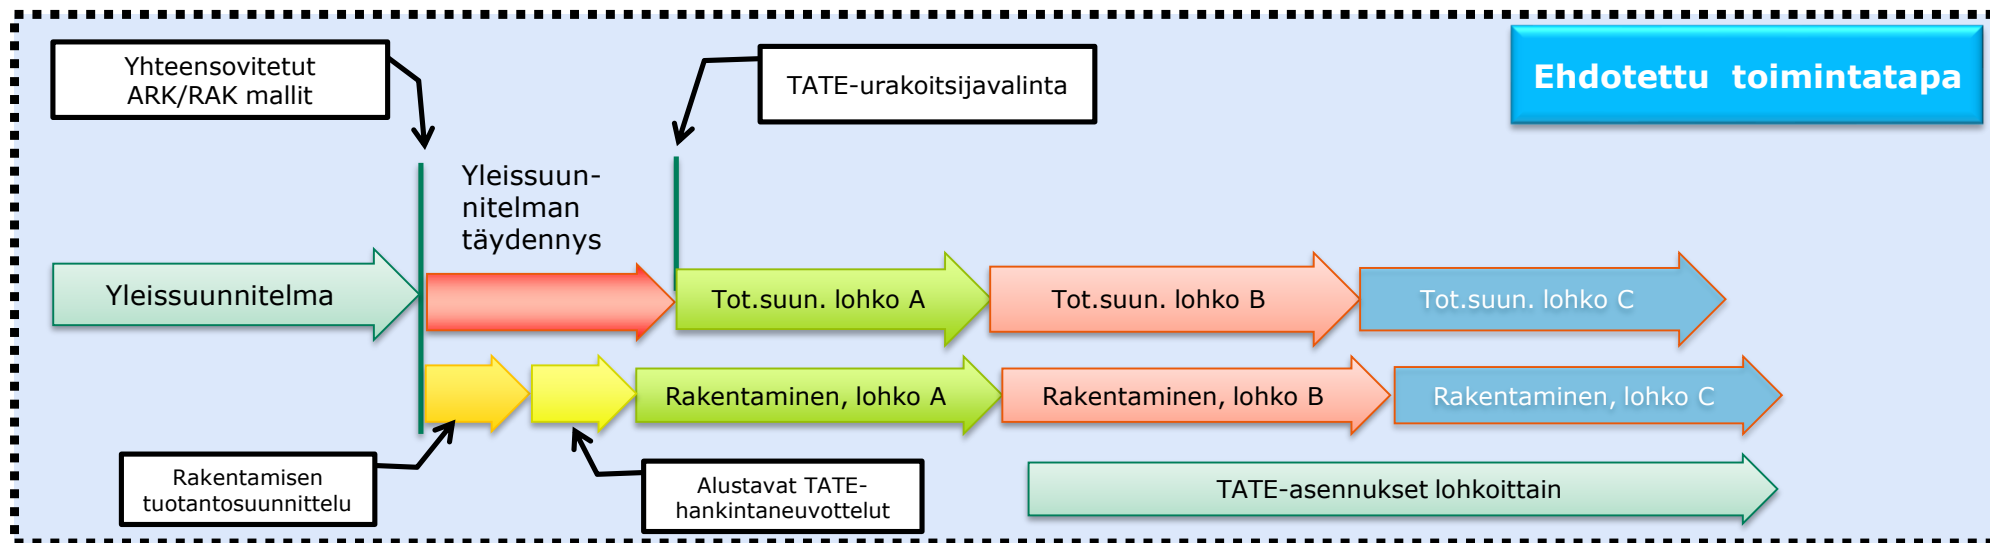 Yhteensovitetut
ARK/RAK mallit
TATE-urakoitsijavalinta
Ehdotettu toimintatapa
Yleissuun-
nitelman
täydennys
Yleissuunnitelma
Tot.suun. lohko A
Tot.suun. lohko B
Tot.suun. lohko C
Rakentaminen, lohko A
Rakentaminen, lohko B
Rakentaminen, lohko C
Rakentamisen
tuotantosuunnittelu
Alustavat TATE-
hankintaneuvottelut
TATE-asennukset lohkoittain